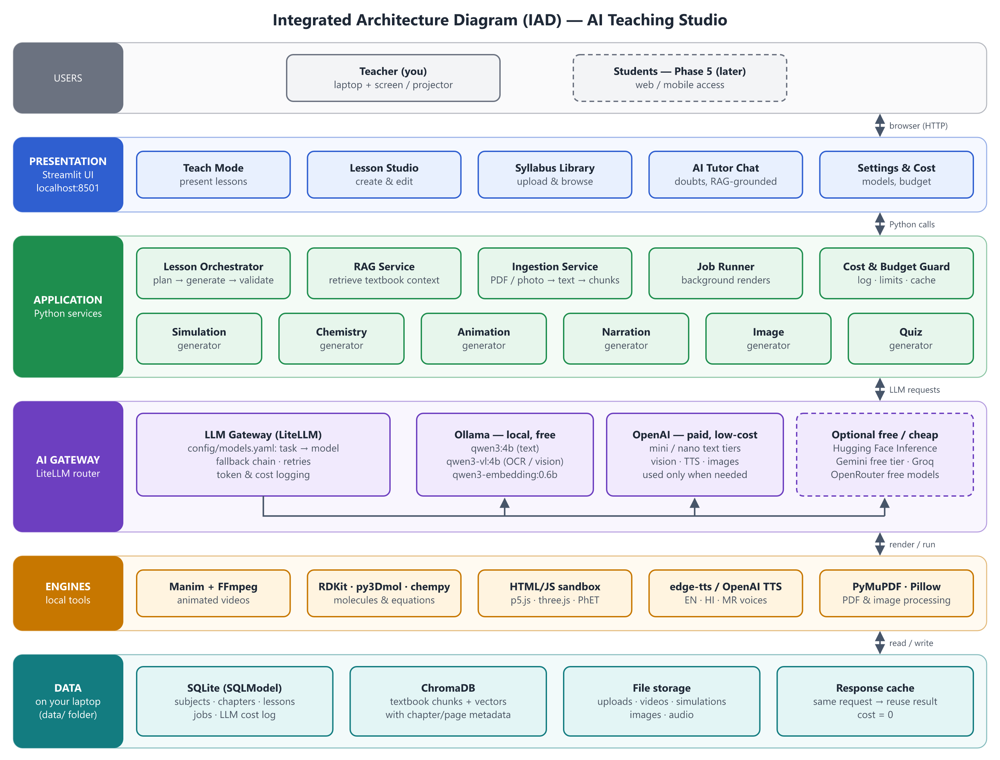 Integrated Architecture Diagram (IAD) — AI Teaching Studio
USERS
Teacher (you)
laptop + screen / projector
Students — Phase 5 (later)
web / mobile access
browser (HTTP)
PRESENTATION
Streamlit UI
localhost:8501
Teach Mode
present lessons
Lesson Studio
create & edit
Syllabus Library
upload & browse
AI Tutor Chat
doubts, RAG-grounded
Settings & Cost
models, budget
Python calls
APPLICATION
Python services
Lesson Orchestrator
plan → generate → validate
RAG Service
retrieve textbook context
Ingestion Service
PDF / photo → text → chunks
Job Runner
background renders
Cost & Budget Guard
log · limits · cache
Simulation
generator
Chemistry
generator
Animation
generator
Narration
generator
Image
generator
Quiz
generator
LLM requests
AI GATEWAY
LiteLLM router
LLM Gateway (LiteLLM)
config/models.yaml: task → model
fallback chain · retries
token & cost logging
Ollama — local, free
qwen3:4b (text)
qwen3-vl:4b (OCR / vision)
qwen3-embedding:0.6b
OpenAI — paid, low-cost
mini / nano text tiers
vision · TTS · images
used only when needed
Optional free / cheap
Hugging Face Inference
Gemini free tier · Groq
OpenRouter free models
render / run
ENGINES
local tools
Manim + FFmpeg
animated videos
RDKit · py3Dmol · chempy
molecules & equations
HTML/JS sandbox
p5.js · three.js · PhET
edge-tts / OpenAI TTS
EN · HI · MR voices
PyMuPDF · Pillow
PDF & image processing
read / write
DATA
on your laptop
(data/ folder)
SQLite (SQLModel)
subjects · chapters · lessons
jobs · LLM cost log
ChromaDB
textbook chunks + vectors
with chapter/page metadata
File storage
uploads · videos · simulations
images · audio
Response cache
same request → reuse result
cost = 0